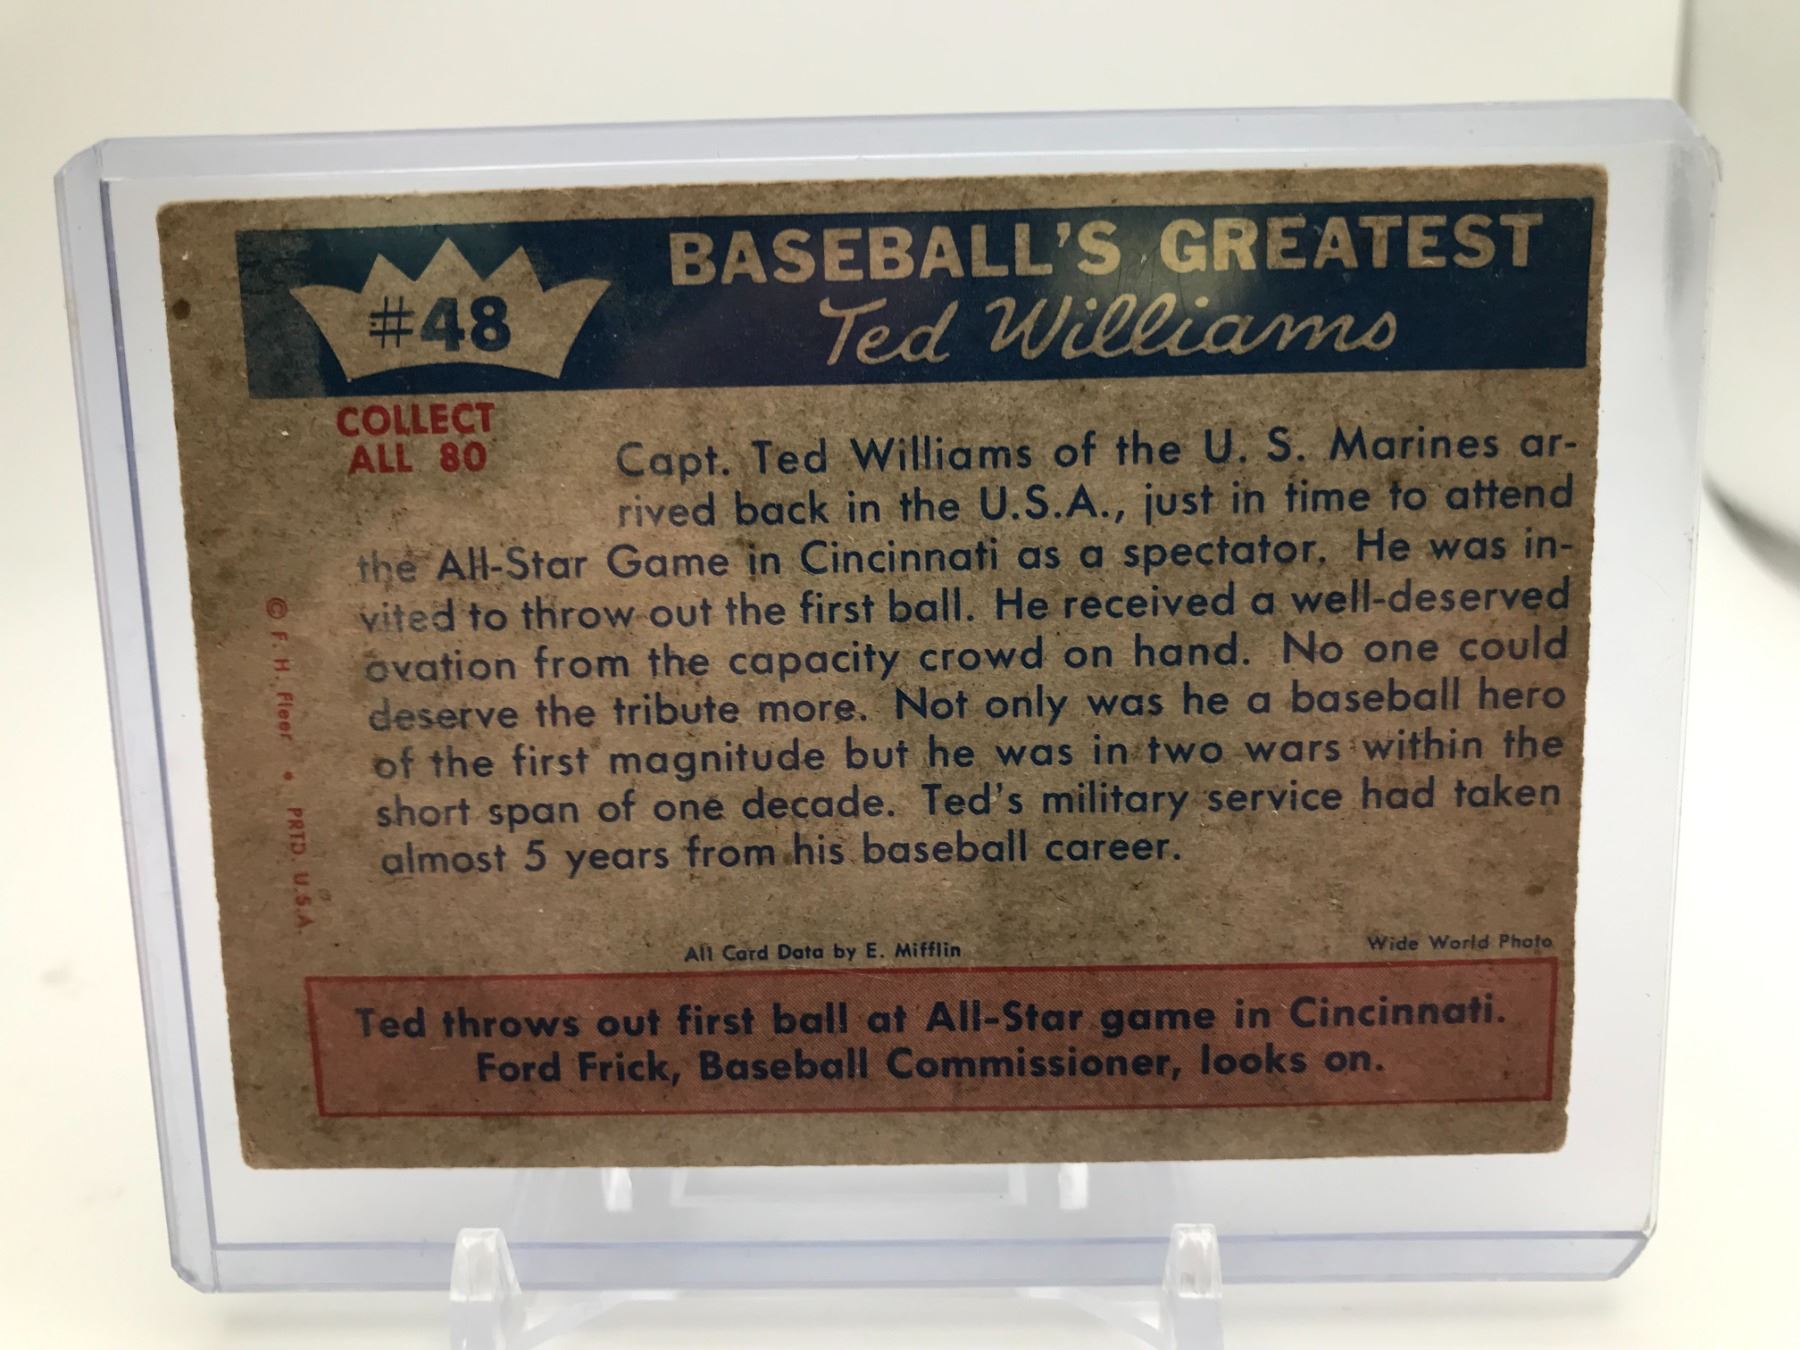 #48
BASEBALL'S GREATEST
Ted Williams
COLLECT
ALL 80
Capt. Ted Williams of the U. S. Marines ar-
rived back in the U.S.A., just in time to attend
the All-Star Game in Cincinnati as a spectator. He was in-
vited to throw out the first ball. He received a well-deserved
ovation from the capacity crowd on hand. No one could
deserve the tribute more. Not only was he a baseball hero
of the first magnitude but he was in two wars within the
short span of one decade. Ted's military service had taken
almost 5 years from his baseball career.
© F. H. Fleer • PRTD. U.S.A.
All Card Data by E. Mifflin
Wide World Photo
Ted throws out first ball at All-Star game in Cincinnati.
Ford Frick, Baseball Commissioner, looks on.